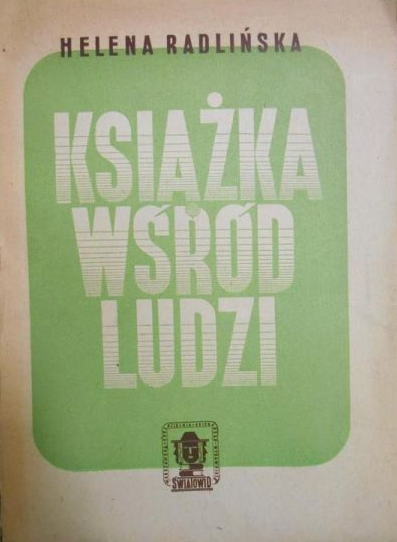 HELENA RADLIŃSKA
KSIĄŻKA
WŚRÓD
LUDZI
ŚWIATOWID